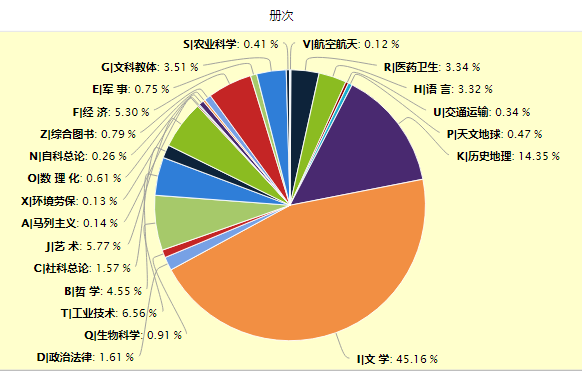 册次
S|农业科学: 0.41 %
V|航空航天: 0.12 %
G|文科教体: 3.51 %
R|医药卫生: 3.34 %
E|军 事: 0.75 %
H|语 言: 3.32 %
F|经 济: 5.30 %
U|交通运输: 0.34 %
Z|综合图书: 0.79 %
P|天文地球: 0.47 %
N|自科总论: 0.26 %
K|历史地理: 14.35 %
O|数 理 化: 0.61 %
X|环境劳保: 0.13 %
A|马列主义: 0.14 %
J|艺 术: 5.77 %
C|社科总论: 1.57 %
B|哲 学: 4.55 %
T|工业技术: 6.56 %
Q|生物科学: 0.91 %
D|政治法律: 1.61 %
I|文 学: 45.16 %